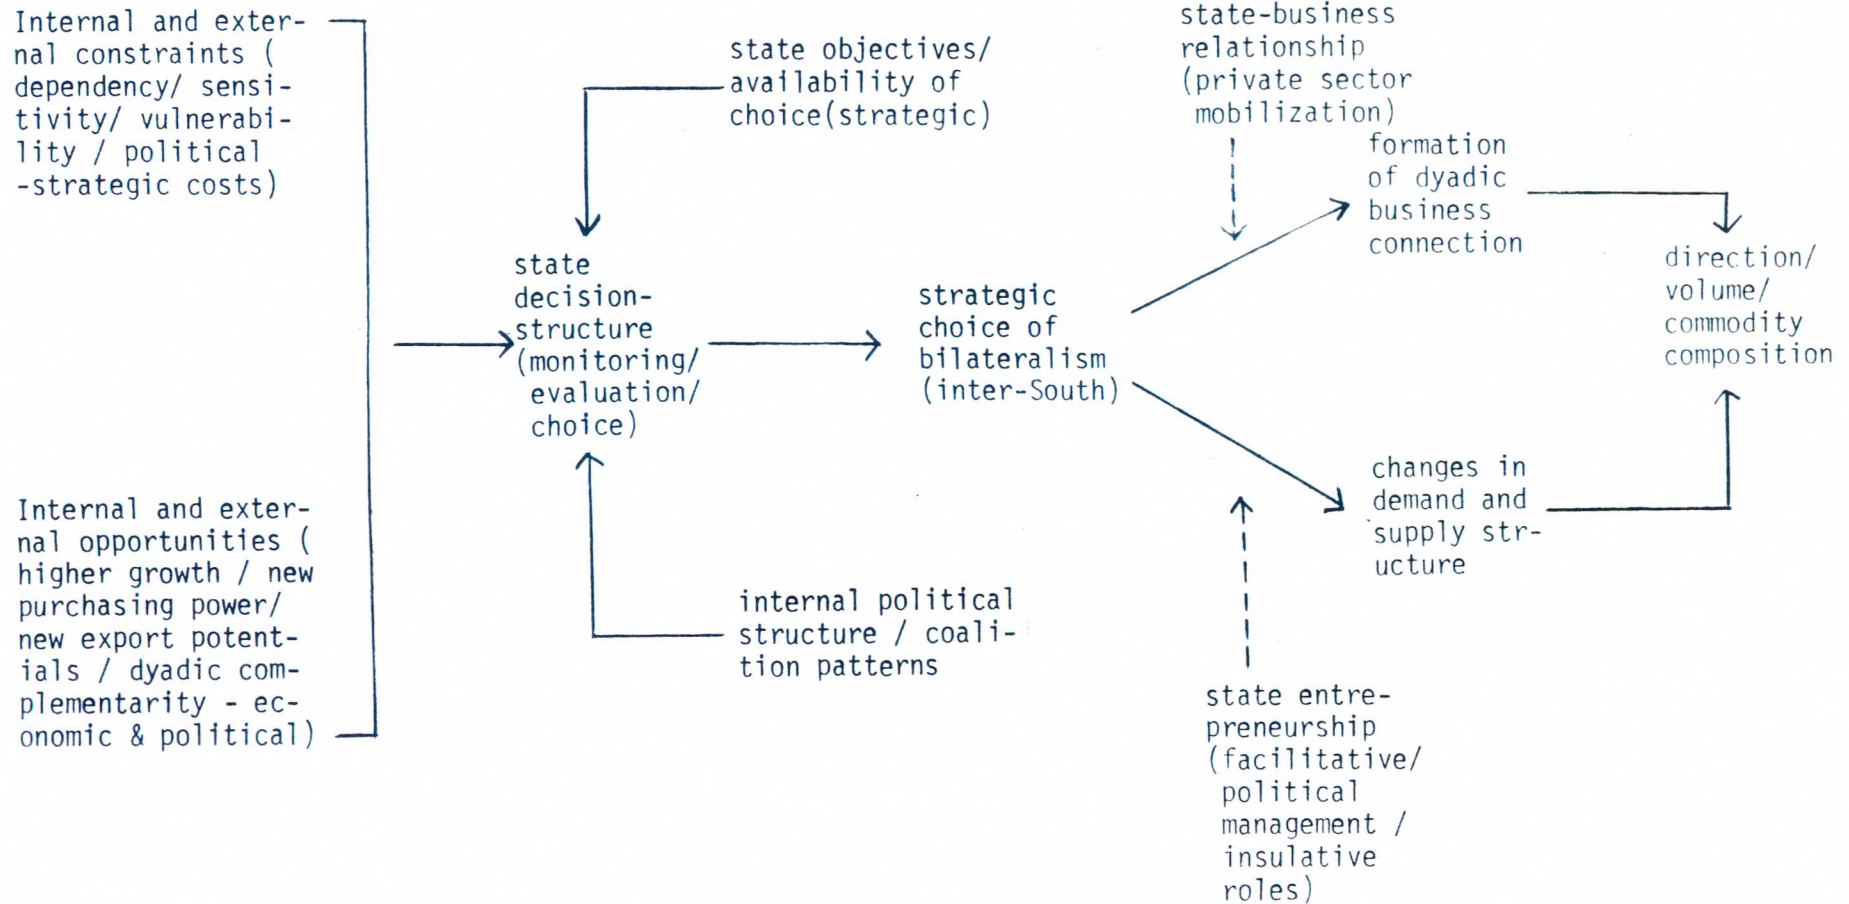 Internal and exter-
nal constraints (
dependency/ sensi-
tivity/ vulnerabi-
lity / political
-strategic costs)
Internal and exter-
nal opportunities (
higher growth / new
purchasing power/
new export potent-
ials / dyadic com-
plementarity - ec-
onomic & political)
state objectives/
availability of
choice(strategic)
state
decision-
structure
(monitoring/
evaluation/
choice)
internal political
structure / coali-
tion patterns
strategic
choice of
bilateralism
(inter-South)
state-business
relationship
(private sector
mobilization)
formation
of dyadic
business
connection
changes in
demand and
supply str-
ucture
state entre-
preneurship
(facilitative/
political
management /
insulative
roles)
direction/
volume/
commodity
composition